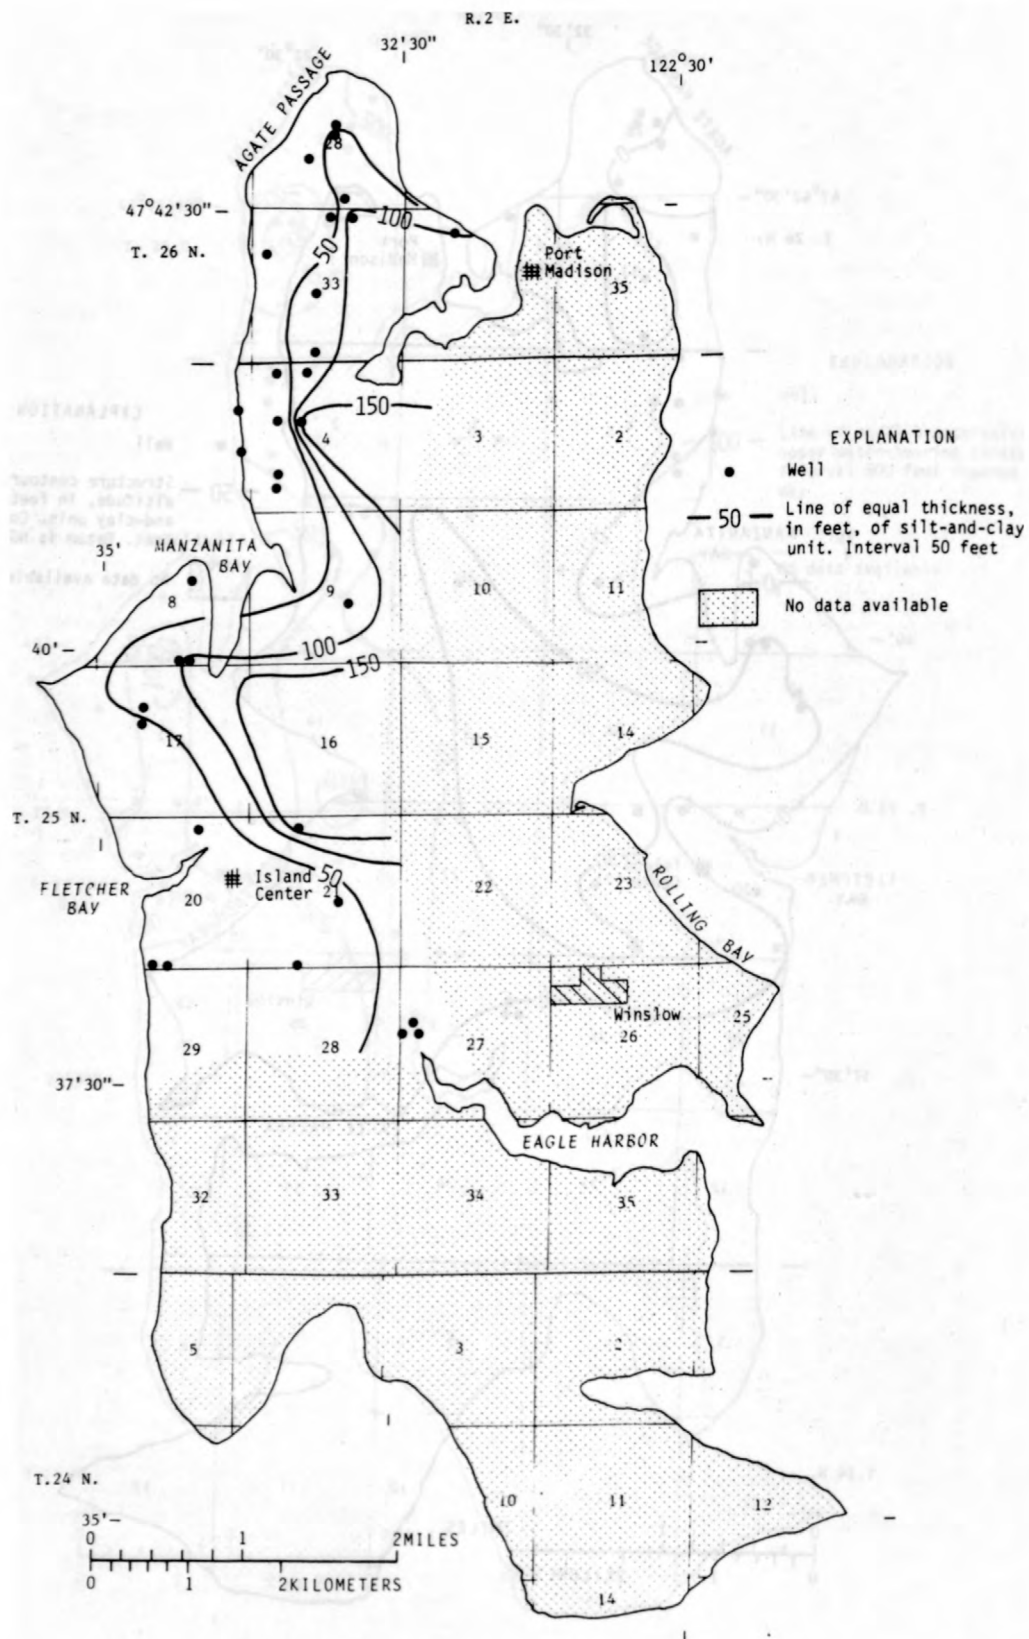 R.2 E.
32'30"
122°30'
AGATE PASSAGE
28
47°42'30"
100
T. 26 N.
50
Port
Madison
33
35
150
4
3
2
EXPLANATION
Well
50
Line of equal thickness,
in feet, of silt-and-clay
unit. Interval 50 feet
No data available
35'
MANZANITA
BAY
8
9
10
11
40'
100
150
17
16
15
14
T. 25 N.
FLETCHER
BAY
20
Island
Center
2
50
22
23
ROLLING BAY
Winslow
29
28
27
26
25
37'30"
EAGLE HARBOR
32
33
34
35
5
3
2
T.24 N.
10
11
12
35'
0 1 2MILES
0 1 2KILOMETERS
14